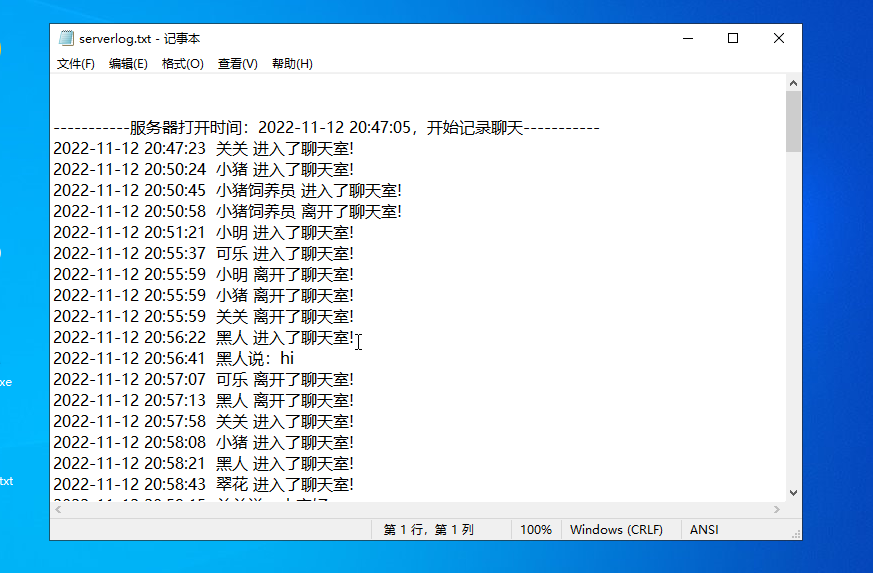 serverlog.txt - 记事本
文件(F) 编辑(E) 格式(O) 查看(V) 帮助(H)
-----------服务器打开时间：2022-11-12 20:47:05，开始记录聊天-----------
2022-11-12 20:47:23 关关 进入了聊天室!
2022-11-12 20:50:24 小猪 进入了聊天室!
2022-11-12 20:50:45 小猪饲养员 进入了聊天室!
2022-11-12 20:50:58 小猪饲养员 离开了聊天室!
2022-11-12 20:51:21 小明 进入了聊天室!
2022-11-12 20:55:37 可乐 进入了聊天室!
2022-11-12 20:55:59 小明 离开了聊天室!
2022-11-12 20:55:59 小猪 离开了聊天室!
2022-11-12 20:55:59 关关 离开了聊天室!
2022-11-12 20:56:22 黑人 进入了聊天室!
2022-11-12 20:56:41 黑人说：hi
2022-11-12 20:57:07 可乐 离开了聊天室!
2022-11-12 20:57:13 黑人 离开了聊天室!
2022-11-12 20:57:58 关关 进入了聊天室!
2022-11-12 20:58:08 小猪 进入了聊天室!
2022-11-12 20:58:21 黑人 进入了聊天室!
2022-11-12 20:58:43 翠花 进入了聊天室!
xe
txt
第 1 行，第 1 列 100% Windows (CRLF) ANSI